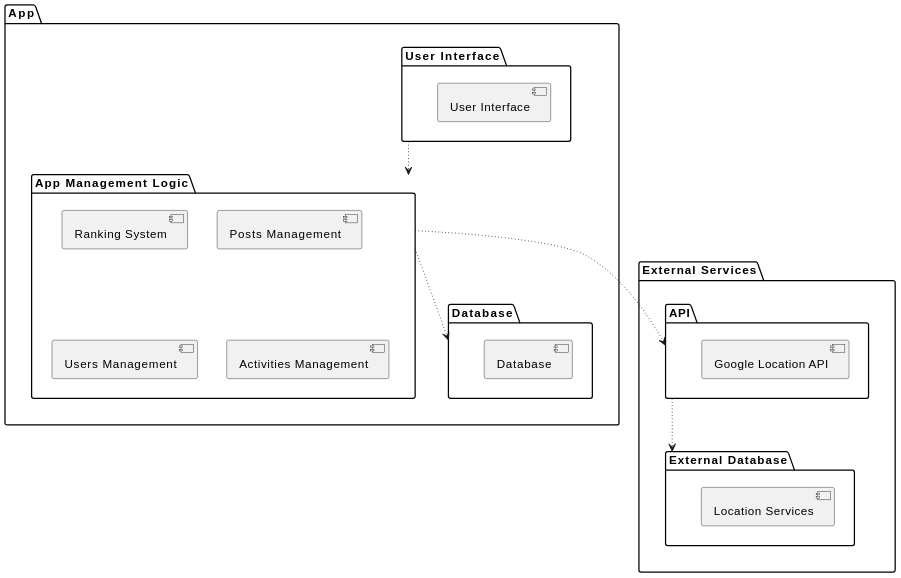 App
User Interface
User Interface
App Management Logic
Ranking System
Posts Management
Users Management
Activities Management
Database
Database
External Services
API
Google Location API
External Database
Location Services